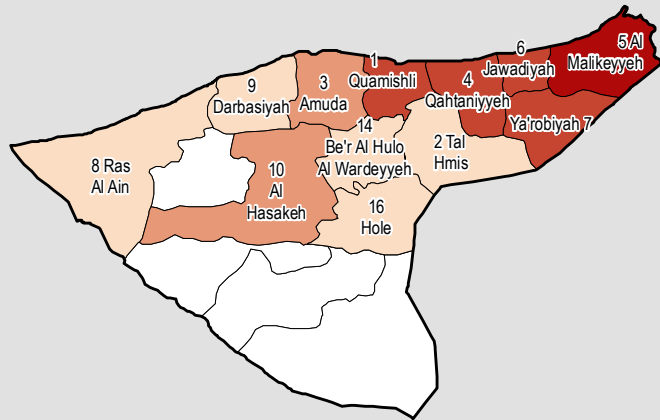 5 Al
Malikeyyeh
6
Jawadiyah
1
Quamishli
4
Qahtaniyyeh
3
Amuda
9
Darbasiyah
Ya'robiyah 7
14
Be'r Al Hulo
Al Wardeyyeh
2 Tal
Hmis
8 Ras
Al Ain
10
Al
Hasakeh
16
Hole